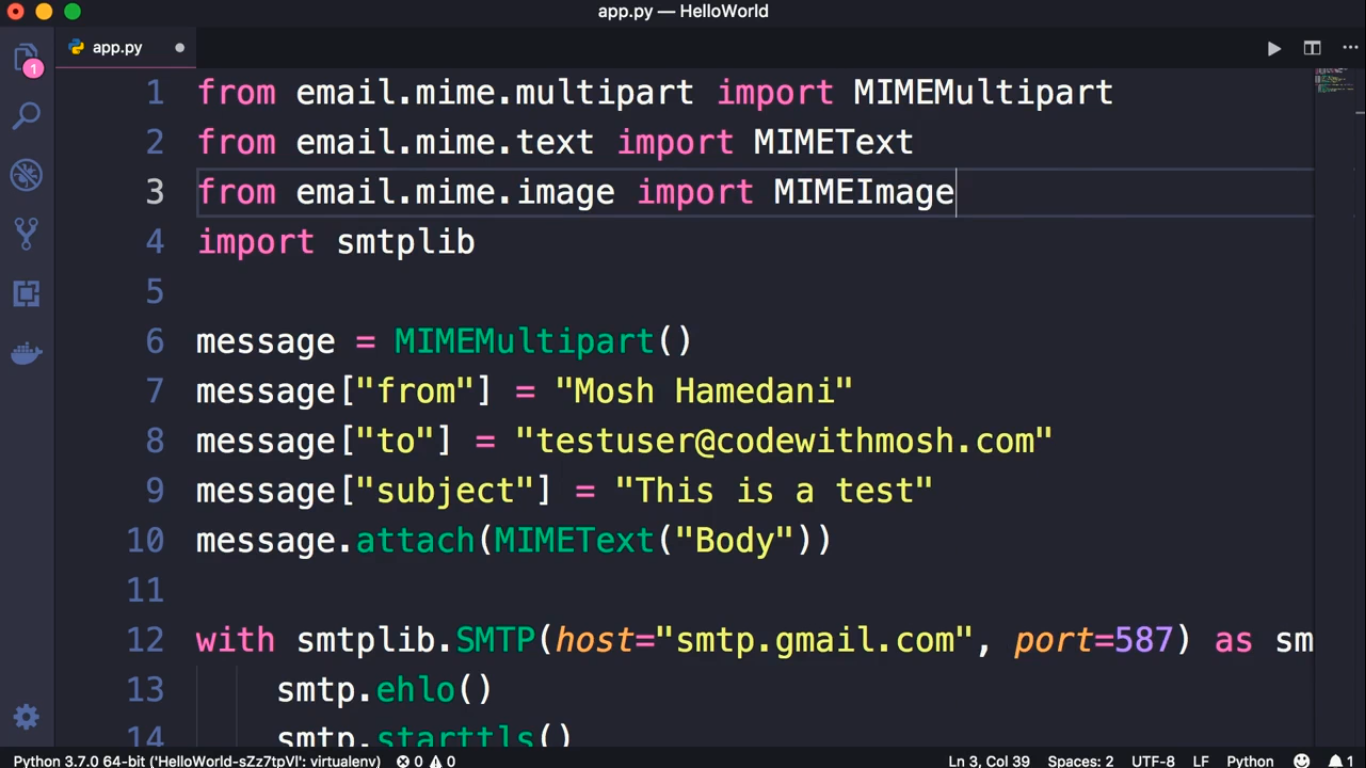 app.py — HelloWorld
app.py
1
1 from email.mime.multipart import MIMEMultipart
2 from email.mime.text import MIMEText
3 from email.mime.image import MIMEImage
4 import smtplib
5
6 message = MIMEMultipart()
7 message["from"] = "Mosh Hamedani"
8 message["to"] = "testuser@codewithmosh.com"
9 message["subject"] = "This is a test"
10 message.attach(MIMEText("Body"))
11
12 with smtplib.SMTP(host="smtp.gmail.com", port=587) as sm
13 smtp.ehlo()
14 smtp.starttls()
Python 3.7.0 64-bit ('HelloWorld-sZz7tpVl': virtualenv) 0 0 Ln 3, Col 39 Spaces: 2 UTF-8 LF Python 1